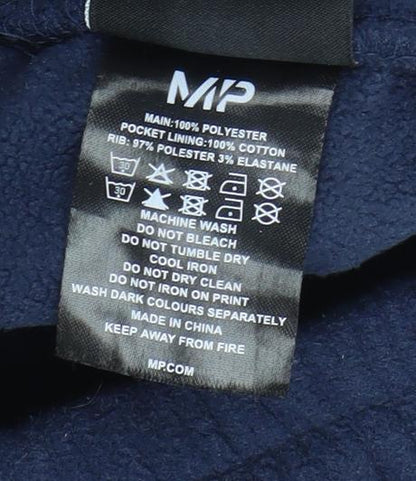 MP
MAIN:100% POLYESTER
POCKET LINING:100% COTTON
RIB: 97% POLESTER 3% ELASTANE
30
30
MACHINE WASH
DO NOT BLEACH
DO NOT TUMBLE DRY
COOL IRON
DO NOT DRY CLEAN
DO NOT IRON ON PRINT
WASH DARK COLOURS SEPARATELY
MADE IN CHINA
KEEP AWAY FROM FIRE
MP.COM